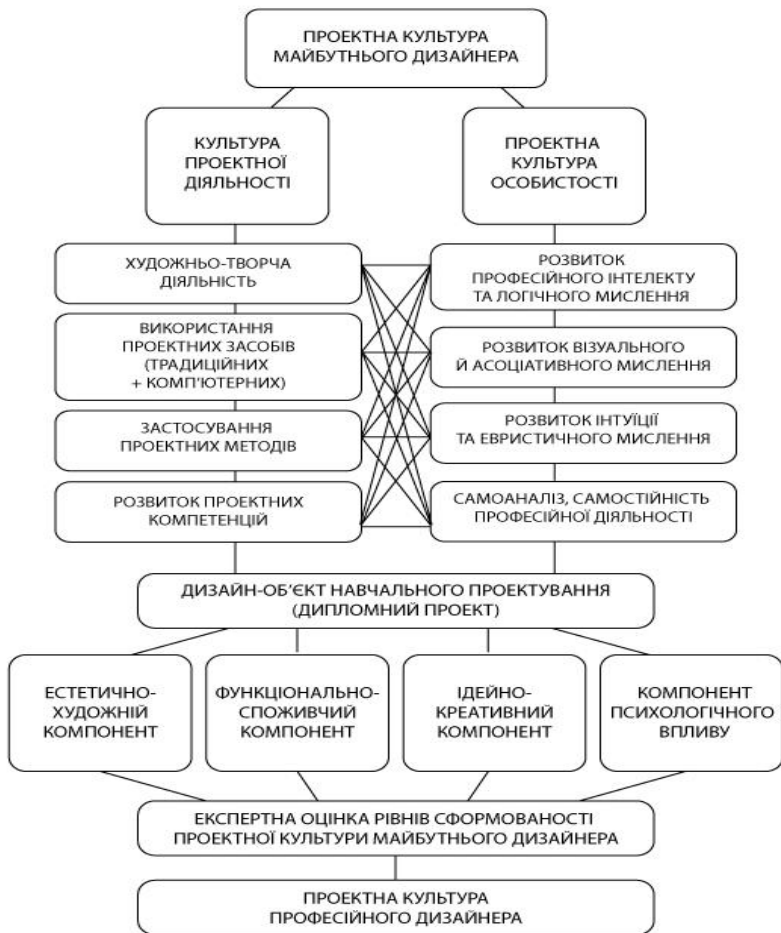 ПРОЕКТНА КУЛЬТУРА
МАЙБУТНЬОГО ДИЗАЙНЕРА
КУЛЬТУРА
ПРОЕКТНОЇ
ДІЯЛЬНОСТІ
ПРОЕКТНА
КУЛЬТУРА
ОСОБИСТОСТІ
ХУДОЖНЬО-ТВОРЧА
ДІЯЛЬНІСТЬ
РОЗВИТОК
ПРОФЕСІЙНОГО ІНТЕЛЕКТУ
ТА ЛОГІЧНОГО МИСЛЕННЯ
ВИКОРИСТАННЯ
ПРОЕКТНИХ ЗАСОБІВ
(ТРАДИЦІЙНИХ
+ КОМП'ЮТЕРНИХ)
РОЗВИТОК ВІЗУАЛЬНОГО
Й АСОЦІАТИВНОГО МИСЛЕННЯ
ЗАСТОСУВАННЯ
ПРОЕКТНИХ МЕТОДІВ
РОЗВИТОК ІНТУЇЦІЇ
ТА ЕВРИСТИЧНОГО МИСЛЕННЯ
РОЗВИТОК ПРОЕКТНИХ
КОМПЕТЕНЦІЙ
САМОАНАЛІЗ, САМОСТІЙНІСТЬ
ПРОФЕСІЙНОЇ ДІЯЛЬНОСТІ
ДИЗАЙН-ОБ'ЄКТ НАВЧАЛЬНОГО ПРОЕКТУВАННЯ
(ДИПЛОМНИЙ ПРОЕКТ)
ЕСТЕТИЧНО-
ХУДОЖНІЙ
КОМПОНЕНТ
ФУНКЦІОНАЛЬНО-
СПОЖИВЧИЙ
КОМПОНЕНТ
ІДЕЙНО-
КРЕАТИВНИЙ
КОМПОНЕНТ
КОМПОНЕНТ
ПСИХОЛОГІЧНОГО
ВПЛИВУ
ЕКСПЕРТНА ОЦІНКА РІВНІВ СФОРМОВАНОСТІ
ПРОЕКТНОЇ КУЛЬТУРИ МАЙБУТНЬОГО ДИЗАЙНЕРА
ПРОЕКТНА КУЛЬТУРА
ПРОФЕСІЙНОГО ДИЗАЙНЕРА